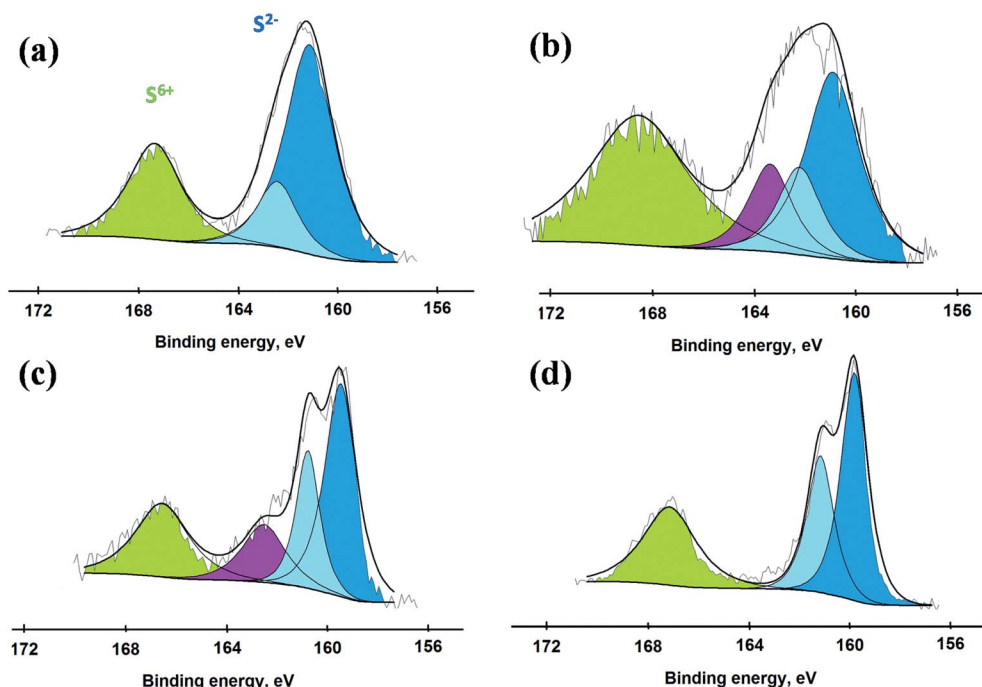 (a)
S2-
S6+
172 168 164 160 156
Binding energy, eV
(b)
172 168 164 160 156
Binding energy, eV
(c)
172 168 164 160 156
Binding energy, eV
(d)
172 168 164 160 156
Binding energy, eV